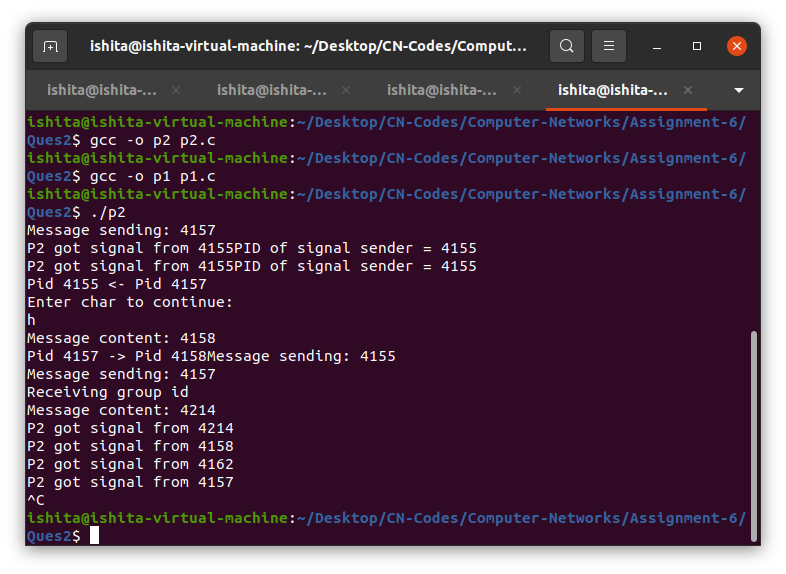 ishita@ishita-virtual-machine: ~/Desktop/CN-Codes/Comput...
ishita@ishita-... ishita@ishita-... ishita@ishita-... ishita@ishita-...
ishita@ishita-virtual-machine:~/Desktop/CN-Codes/Computer-Networks/Assignment-6/
Ques2$ gcc -o p2 p2.c
ishita@ishita-virtual-machine:~/Desktop/CN-Codes/Computer-Networks/Assignment-6/
Ques2$ gcc -o p1 p1.c
ishita@ishita-virtual-machine:~/Desktop/CN-Codes/Computer-Networks/Assignment-6/
Ques2$ ./p2
Message sending: 4157
P2 got signal from 4155PID of signal sender = 4155
P2 got signal from 4155PID of signal sender = 4155
Pid 4155 <- Pid 4157
Enter char to continue:
h
Message content: 4158
Pid 4157 -> Pid 4158Message sending: 4155
Message sending: 4157
Receiving group id
Message content: 4214
P2 got signal from 4214
P2 got signal from 4158
P2 got signal from 4162
P2 got signal from 4157
^C
ishita@ishita-virtual-machine:~/Desktop/CN-Codes/Computer-Networks/Assignment-6/
Ques2$